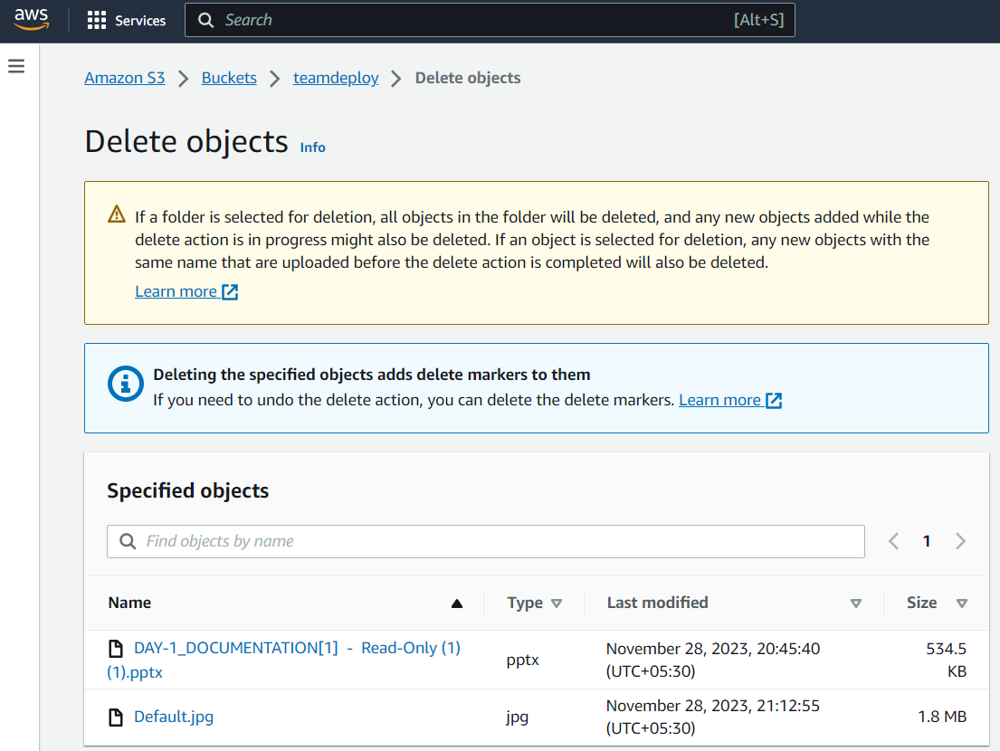 aws Services Search [Alt+S]
Amazon S3 Buckets teamdeploy Delete objects
Delete objects Info
If a folder is selected for deletion, all objects in the folder will be deleted, and any new objects added while the
delete action is in progress might also be deleted. If an object is selected for deletion, any new objects with the
same name that are uploaded before the delete action is completed will also be deleted.
Learn more
Deleting the specified objects adds delete markers to them
If you need to undo the delete action, you can delete the delete markers. Learn more
Specified objects
Find objects by name 1
Name Type Last modified Size
DAY-1_DOCUMENTATION[1] - Read-Only (1)
(1).pptx
pptx
November 28, 2023, 20:45:40
(UTC+05:30)
534.5
KB
Default.jpg
jpg
November 28, 2023, 21:12:55
(UTC+05:30)
1.8 MB